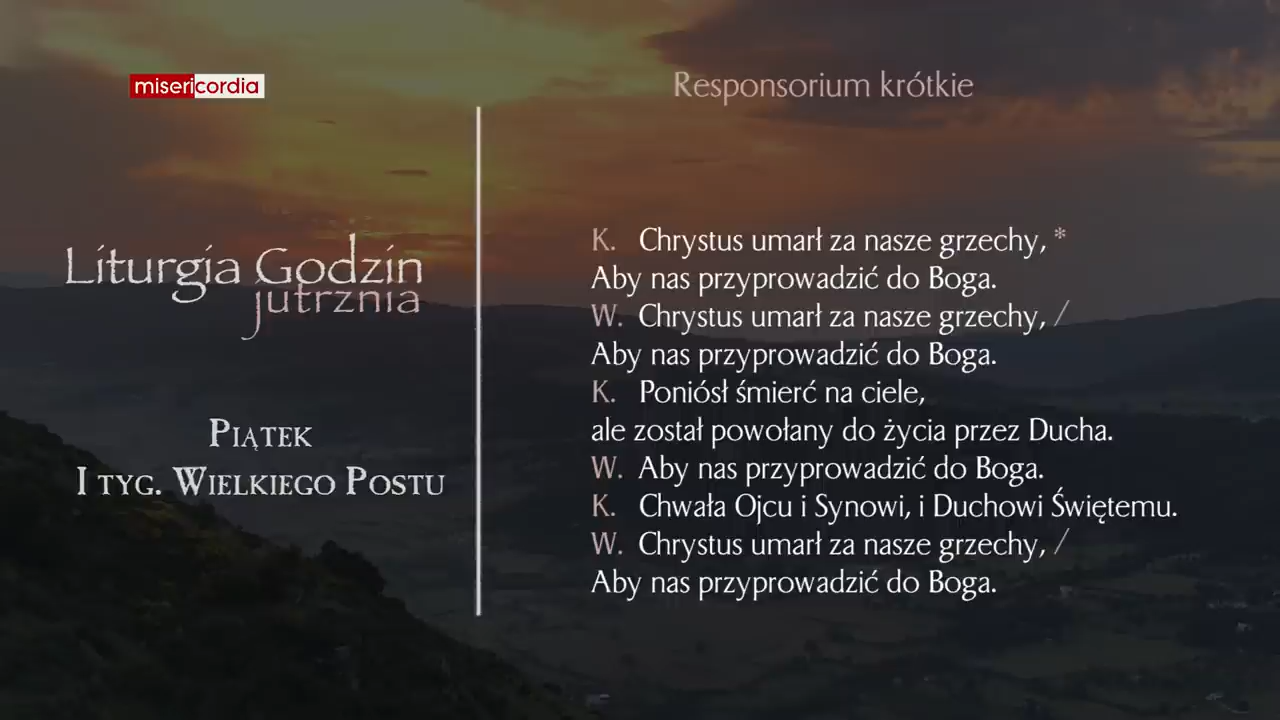 misericordia
Liturgia Godzin
jutrznia
Piątek
I tyg. Wielkiego Postu
Responsorium krótkie
K. Chrystus umarł za nasze grzechy, *
Aby nas przyprowadzić do Boga.
W. Chrystus umarł za nasze grzechy, /
Aby nas przyprowadzić do Boga.
K. Poniósł śmierć na ciele,
ale został powołany do życia przez Ducha.
W. Aby nas przyprowadzić do Boga.
K. Chwała Ojcu i Synowi, i Duchowi Świętemu.
W. Chrystus umarł za nasze grzechy, /
Aby nas przyprowadzić do Boga.